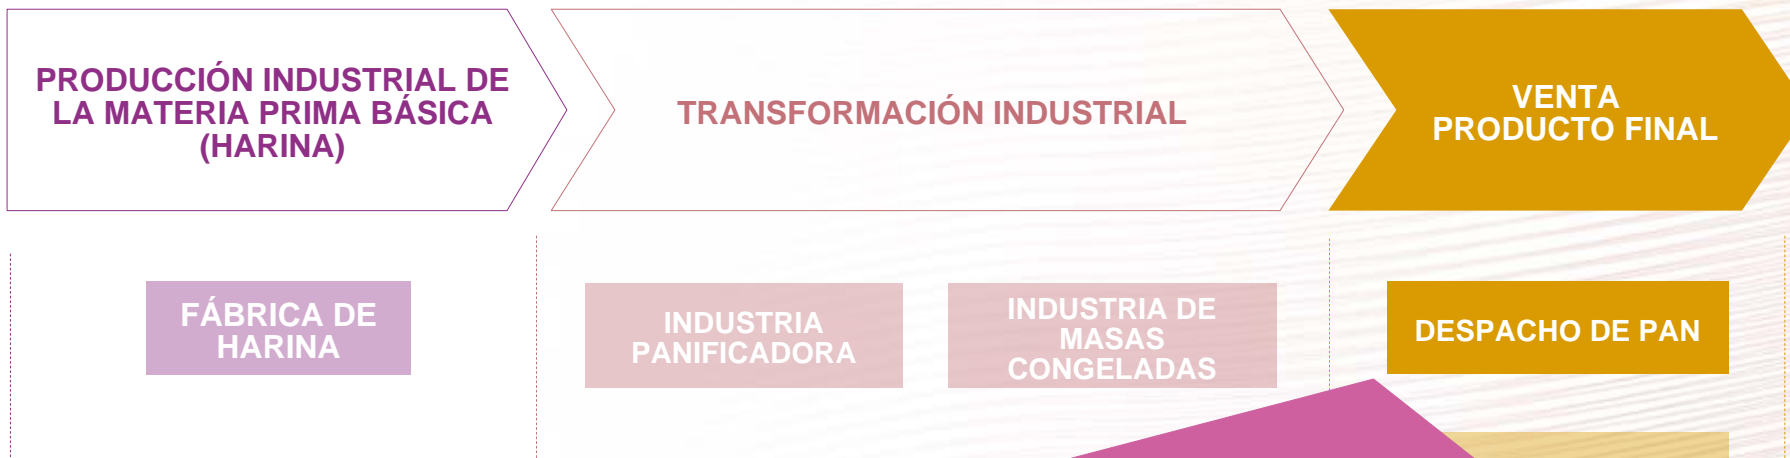 PRODUCCIÓN INDUSTRIAL DE
LA MATERIA PRIMA BÁSICA
(HARINA)
TRANSFORMACIÓN INDUSTRIAL
VENTA
PRODUCTO FINAL
FÁBRICA DE
HARINA
INDUSTRIA
PANIFICADORA
INDUSTRIA DE
MASAS
CONGELADAS
DESPACHO DE PAN